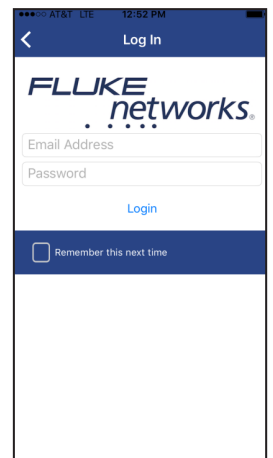 AT&T LTE 12:52 PM
Log In
FLUKE
networks®
Email Address
Password
Login
Remember this next time